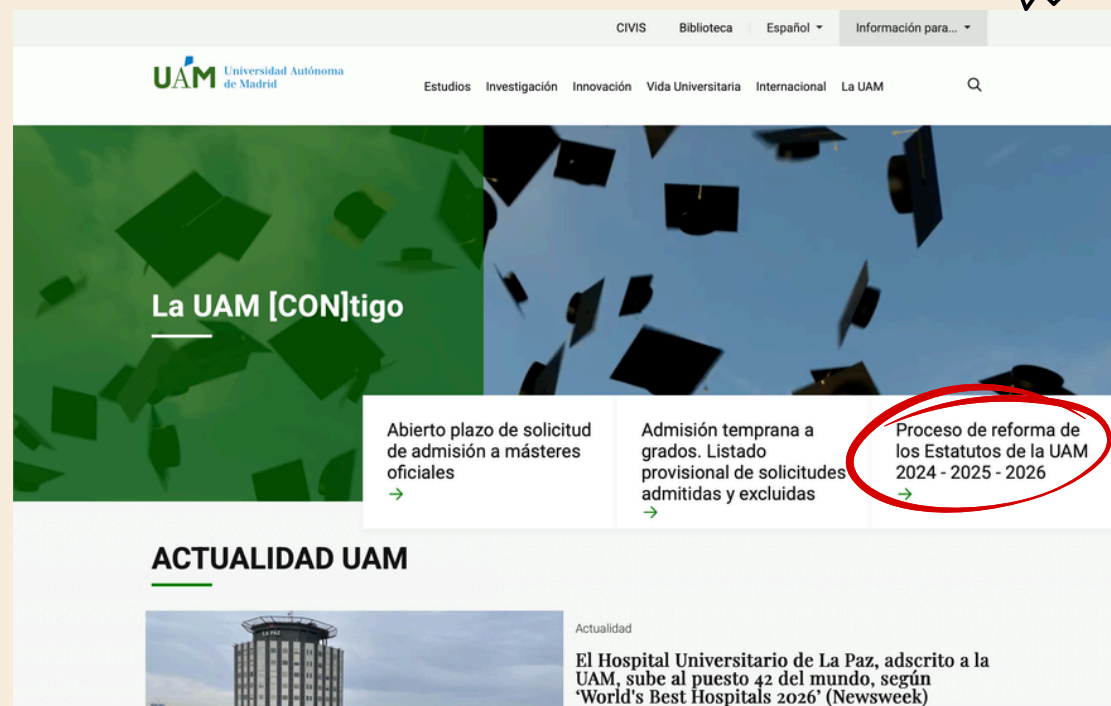 CIVIS Biblioteca Español Información para...
UAM Universidad Autónoma
de Madrid
Estudios Investigación Innovación Vida Universitaria Internacional La UAM
La UAM [CON]tigo
Abierto plazo de solicitud
de admisión a másteres
oficiales
Admisión temprana a
grados. Listado
provisional de solicitudes
admitidas y excluidas
Proceso de reforma de
los Estatutos de la UAM
2024 - 2025 - 2026
ACTUALIDAD UAM
LA PAZ
Actualidad
El Hospital Universitario de La Paz, adscrito a la
UAM, sube al puesto 42 del mundo, según
‘World's Best Hospitals 2026’ (Newsweek)